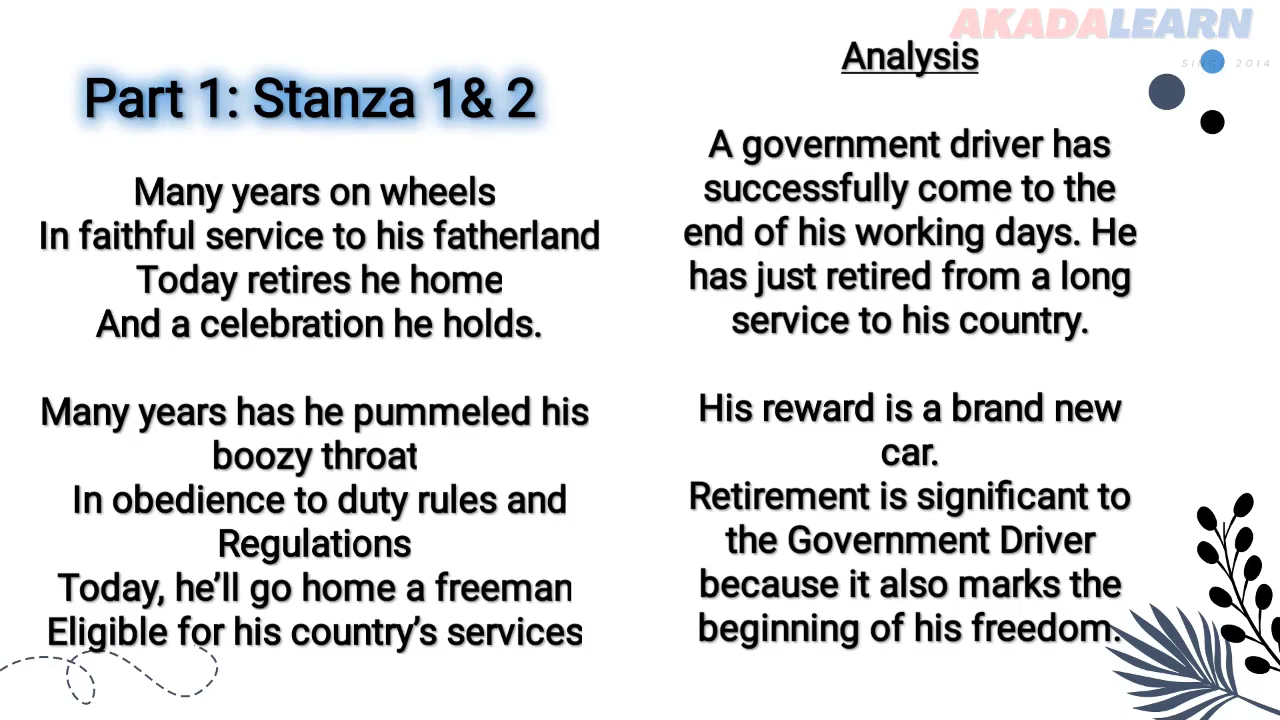 AKADALEARN
SINCE 2014
Part 1: Stanza 1& 2
Many years on wheels
In faithful service to his fatherland
Today retires he home
And a celebration he holds.
Many years has he pummeled his
boozy throat
In obedience to duty rules and
Regulations
Today, he’ll go home a freeman
Eligible for his country’s services
Analysis
A government driver has
successfully come to the
end of his working days. He
has just retired from a long
service to his country.
His reward is a brand new
car.
Retirement is significant to
the Government Driver
because it also marks the
beginning of his freedom.